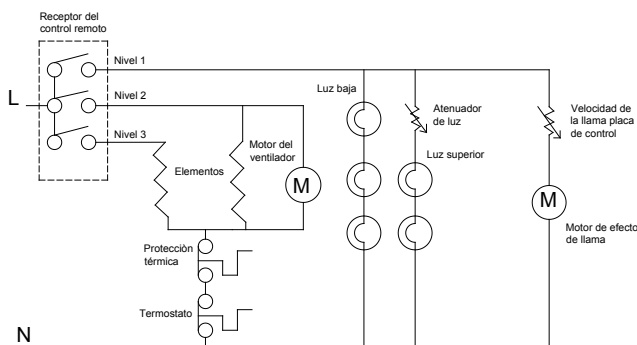 Receptor del
control remoto
Nivel 1
L
Nivel 2
Nivel 3
Luz baja
Atenuador
de luz
Velocidad de
la llama placa
de control
Elementos
Motor del
ventilador
M
Luz superior
M
Motor de efecto
de llama
Protecciòn
térmica
Termostato
N